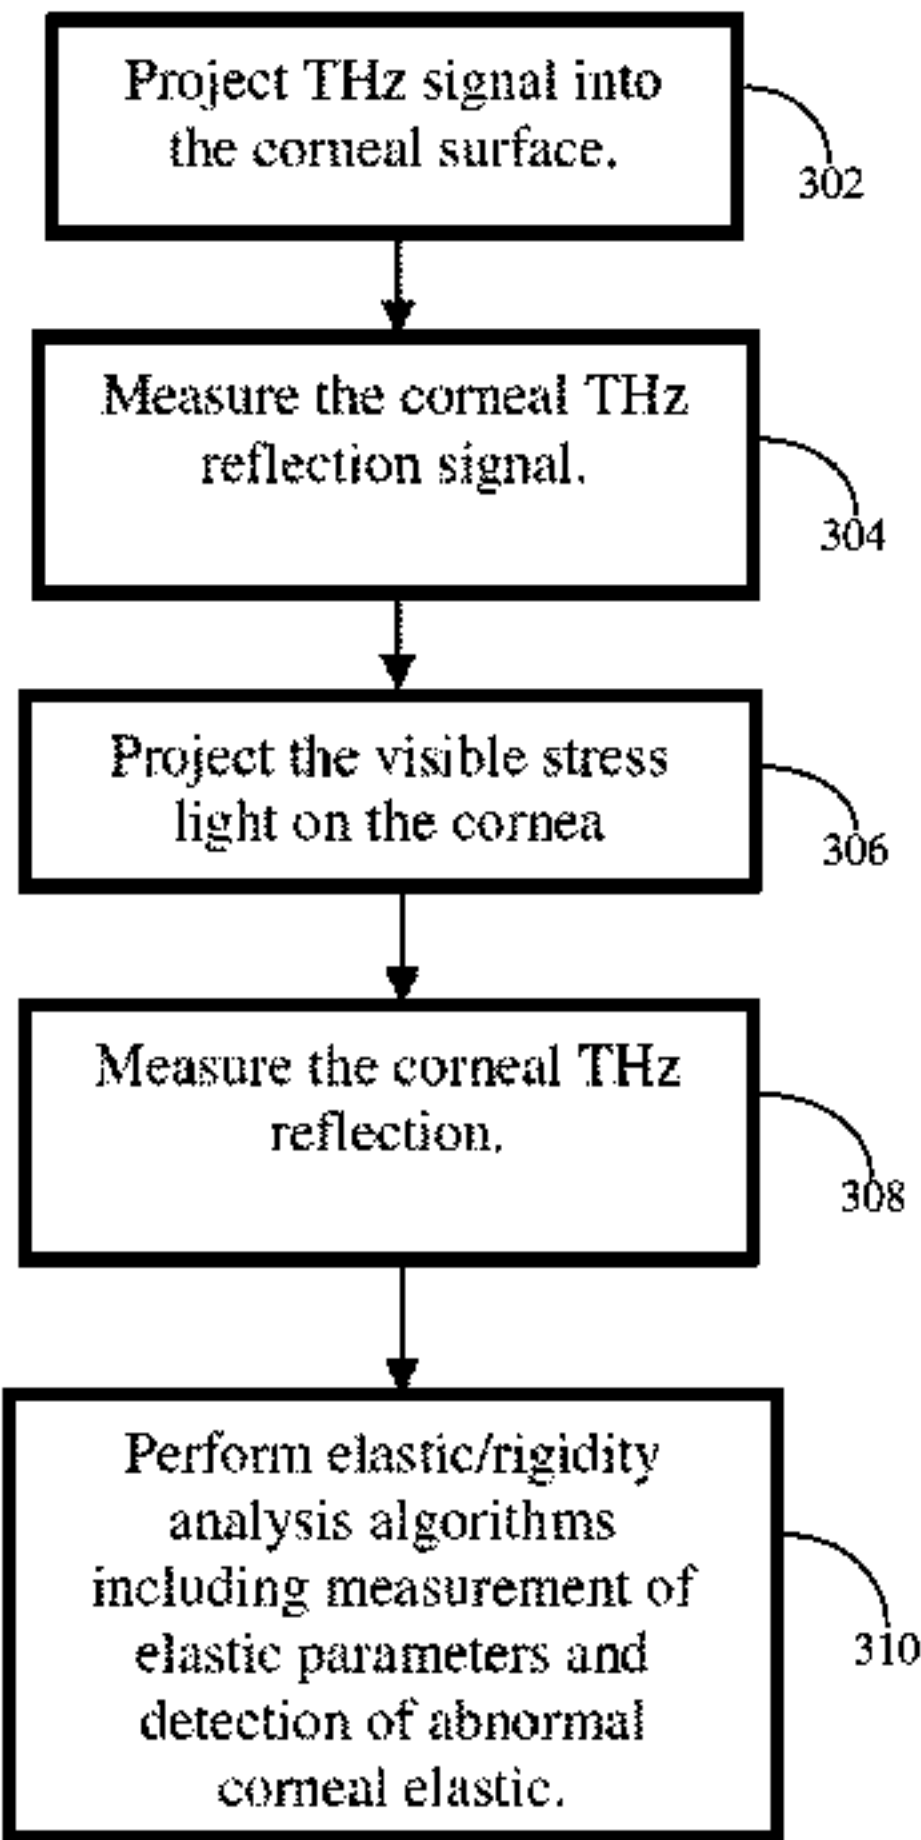 Project THz signal into
the corneal surface.
302
Measure the corneal THz
reflection signal.
304
Project the visible stress
light on the cornea
306
Measure the corneal THz
reflection.
308
Perform elastic/rigidity
analysis algorithms
including measurement of
elastic parameters and
detection of abnormal
corneal elastic.
310